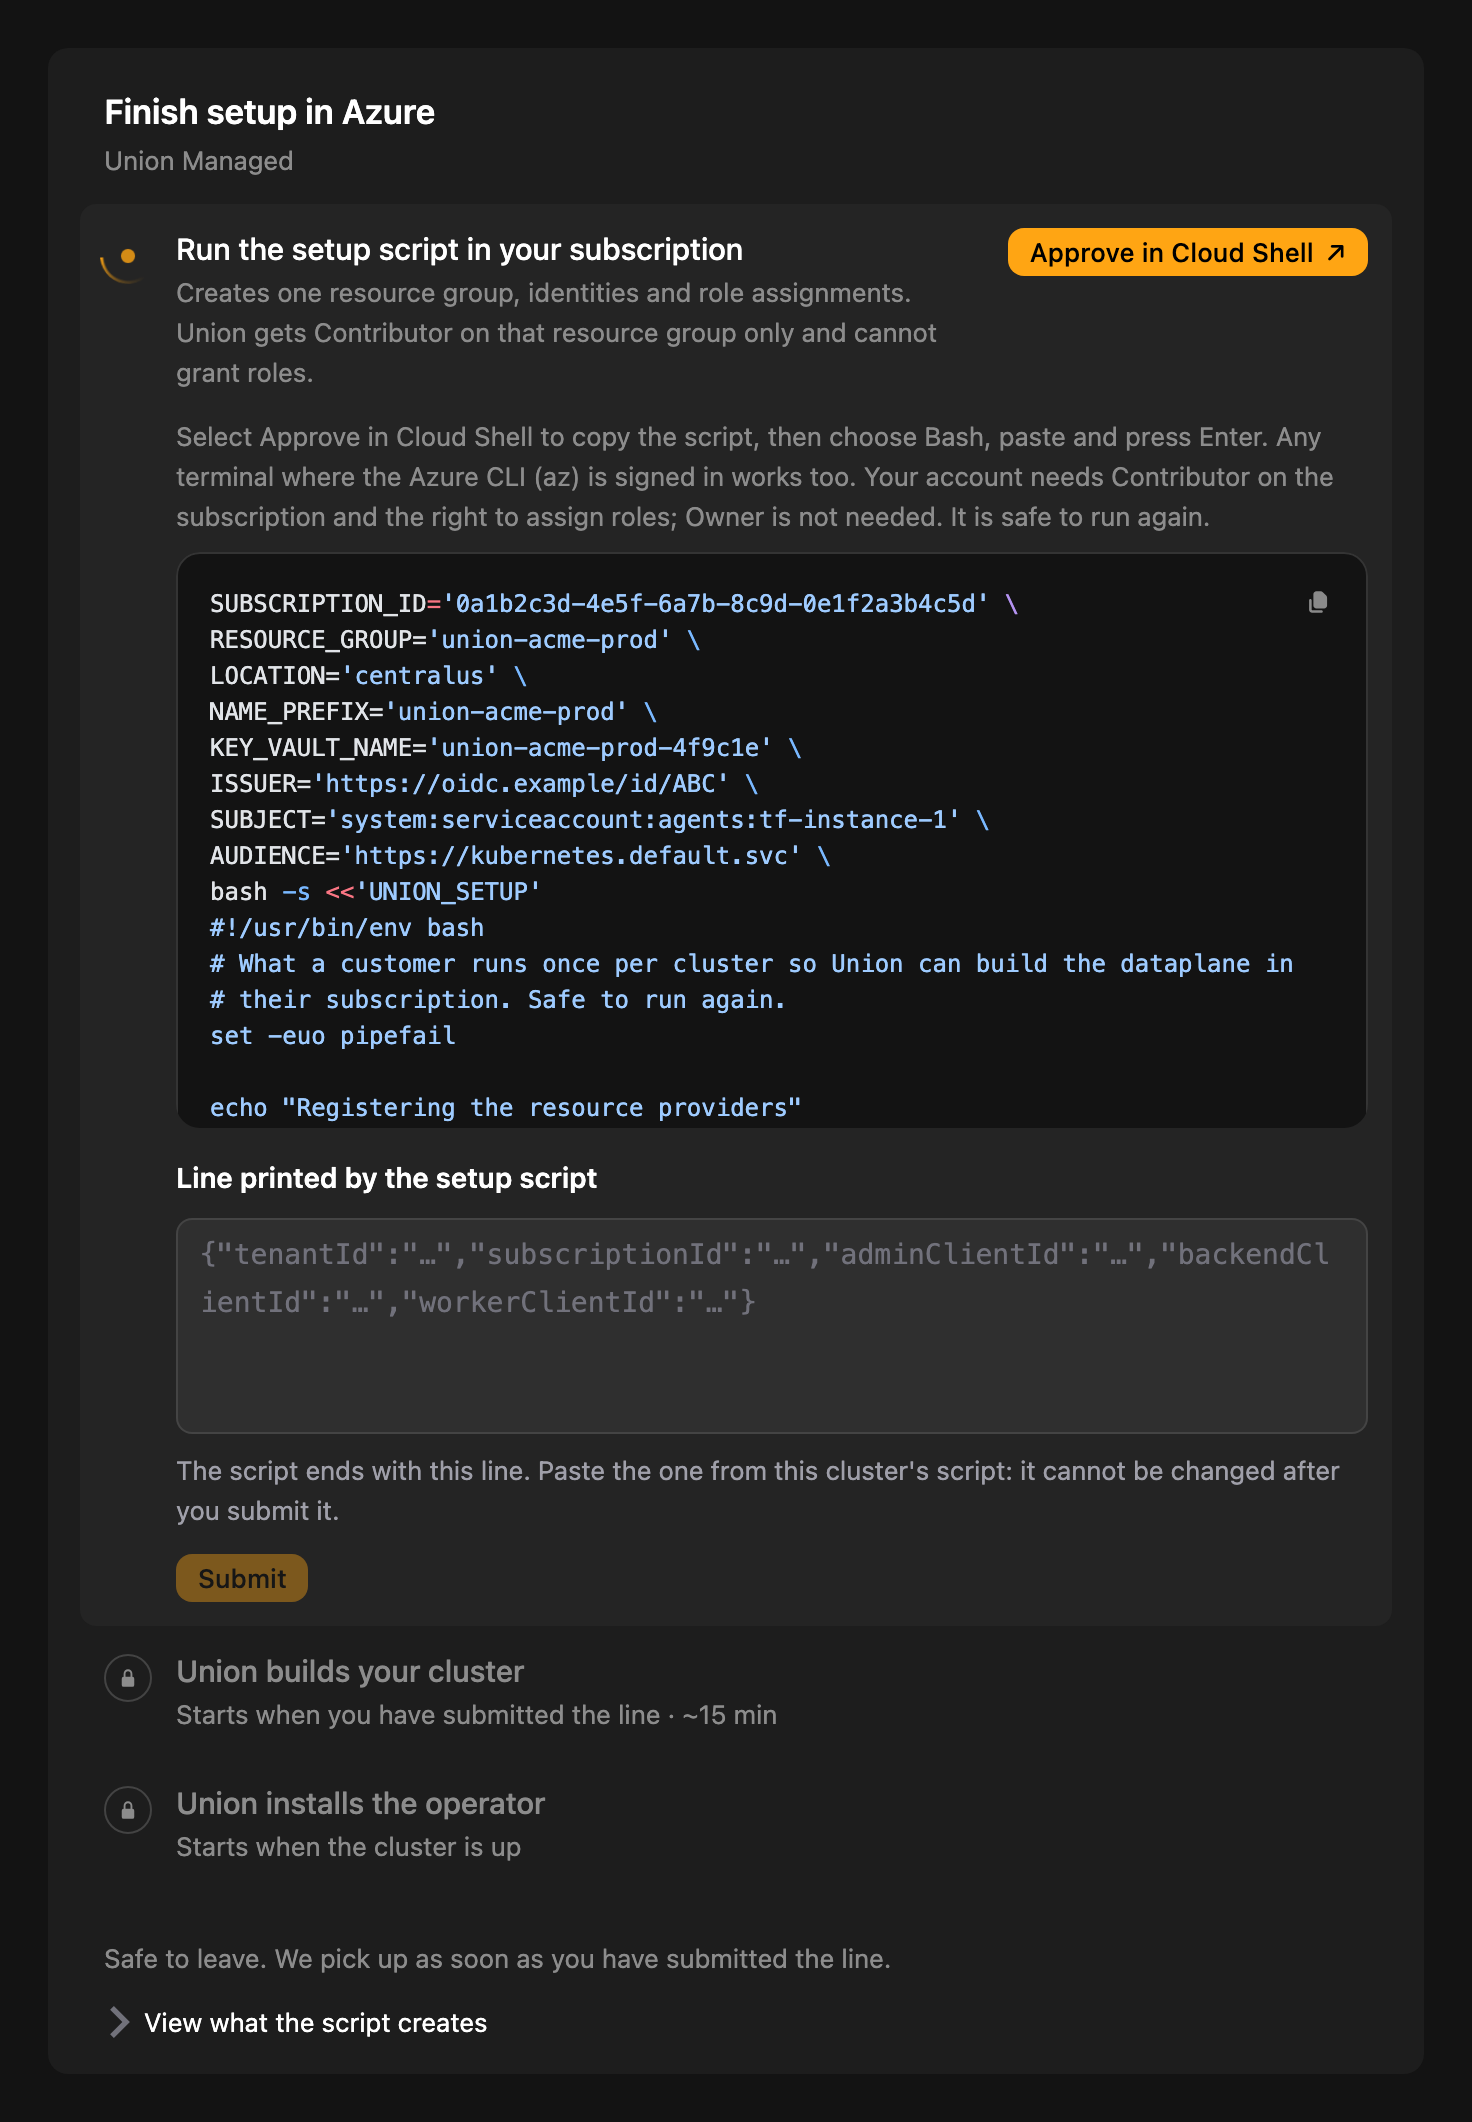 Finish setup in Azure
Union Managed
Run the setup script in your subscription
Approve in Cloud Shell
Creates one resource group, identities and role assignments.
Union gets Contributor on that resource group only and cannot
grant roles.
Select Approve in Cloud Shell to copy the script, then choose Bash, paste and press Enter. Any
terminal where the Azure CLI (az) is signed in works too. Your account needs Contributor on the
subscription and the right to assign roles; Owner is not needed. It is safe to run again.
SUBSCRIPTION_ID='0a1b2c3d-4e5f-6a7b-8c9d-0e1f2a3b4c5d' \
RESOURCE_GROUP='union-acme-prod' \
LOCATION='centralus' \
NAME_PREFIX='union-acme-prod' \
KEY_VAULT_NAME='union-acme-prod-4f9c1e' \
ISSUER='https://oidc.example/id/ABC' \
SUBJECT='system:serviceaccount:agents:tf-instance-1' \
AUDIENCE='https://kubernetes.default.svc' \
bash -s <<'UNION_SETUP'
#!/usr/bin/env bash
# What a customer runs once per cluster so Union can build the dataplane in
# their subscription. Safe to run again.
set -euo pipefail
echo "Registering the resource providers"
Line printed by the setup script
{"tenantId":"…","subscriptionId":"…","adminClientId":"…","backendCl
ientId":"…","workerClientId":"…"}
The script ends with this line. Paste the one from this cluster's script: it cannot be changed after
you submit it.
Submit
Union builds your cluster
Starts when you have submitted the line · ~15 min
Union installs the operator
Starts when the cluster is up
Safe to leave. We pick up as soon as you have submitted the line.
View what the script creates